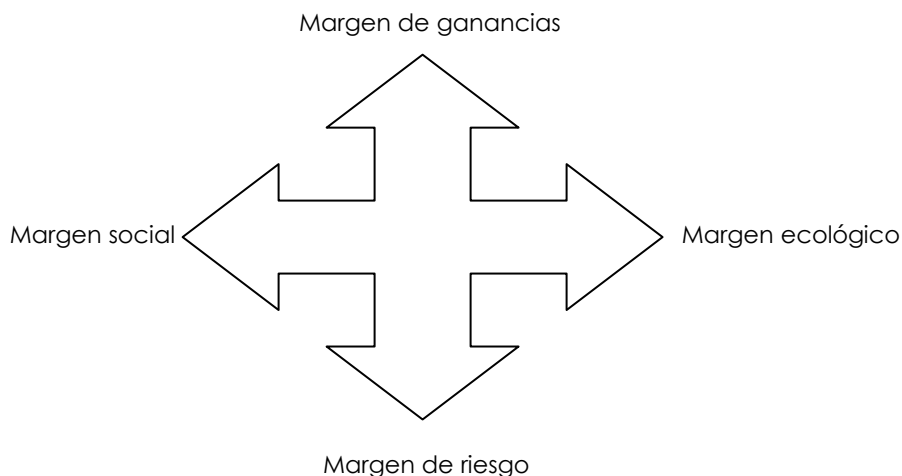 Margen de ganancias
Margen social
Margen ecológico
Margen de riesgo